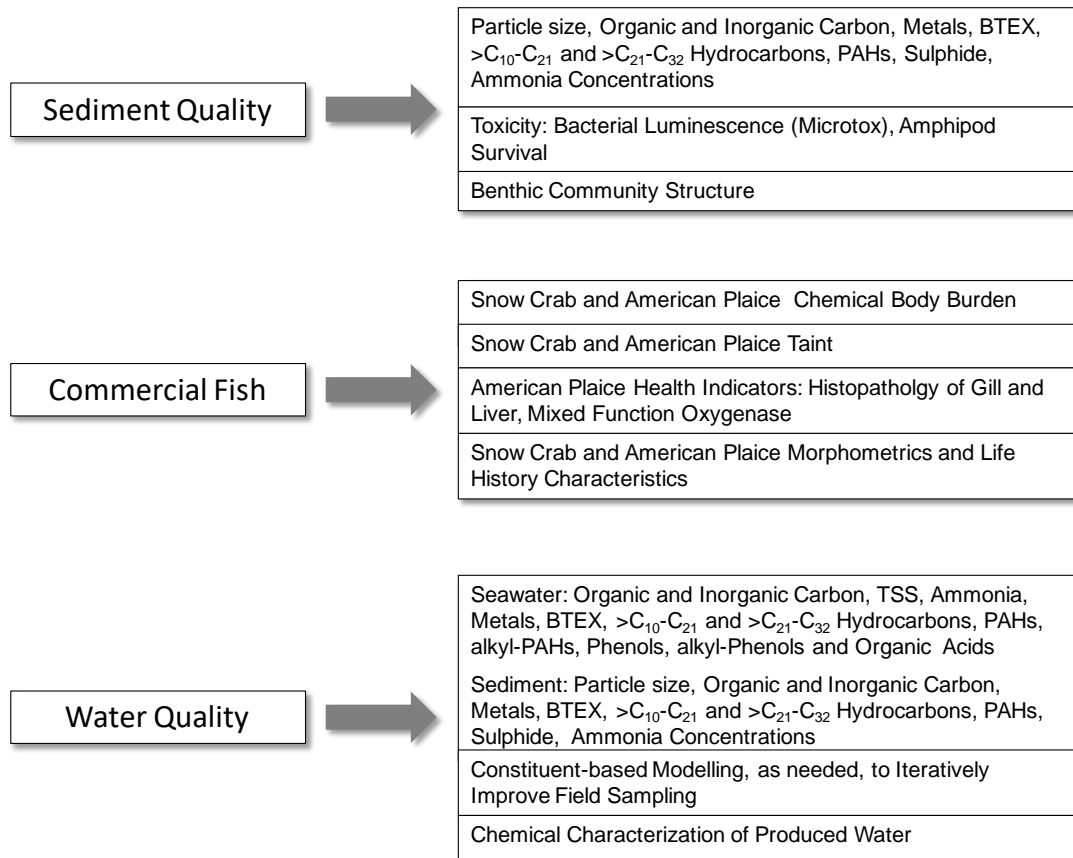 Sediment Quality
Particle size, Organic and Inorganic Carbon, Metals, BTEX,
>C10-C21 and >C21-C32 Hydrocarbons, PAHs, Sulphide,
Ammonia Concentrations
Toxicity: Bacterial Luminescence (Microtox), Amphipod
Survival
Benthic Community Structure
Commercial Fish
Snow Crab and American Plaice Chemical Body Burden
Snow Crab and American Plaice Taint
American Plaice Health Indicators: Histopatholgy of Gill and
Liver, Mixed Function Oxygenase
Snow Crab and American Plaice Morphometrics and Life
History Characteristics
Water Quality
Seawater: Organic and Inorganic Carbon, TSS, Ammonia,
Metals, BTEX, >C10-C21 and >C21-C32 Hydrocarbons, PAHs,
alkyl-PAHs, Phenols, alkyl-Phenols and Organic Acids
Sediment: Particle size, Organic and Inorganic Carbon,
Metals, BTEX, >C10-C21 and >C21-C32 Hydrocarbons, PAHs,
Sulphide, Ammonia Concentrations
Constituent-based Modelling, as needed, to Iteratively
Improve Field Sampling
Chemical Characterization of Produced Water